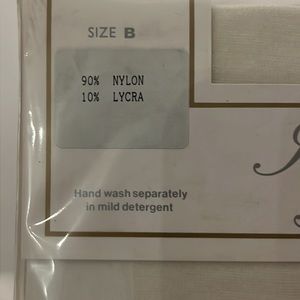 SIZE B
90% NYLON
10% LYCRA
Hand wash separately
in mild detergent